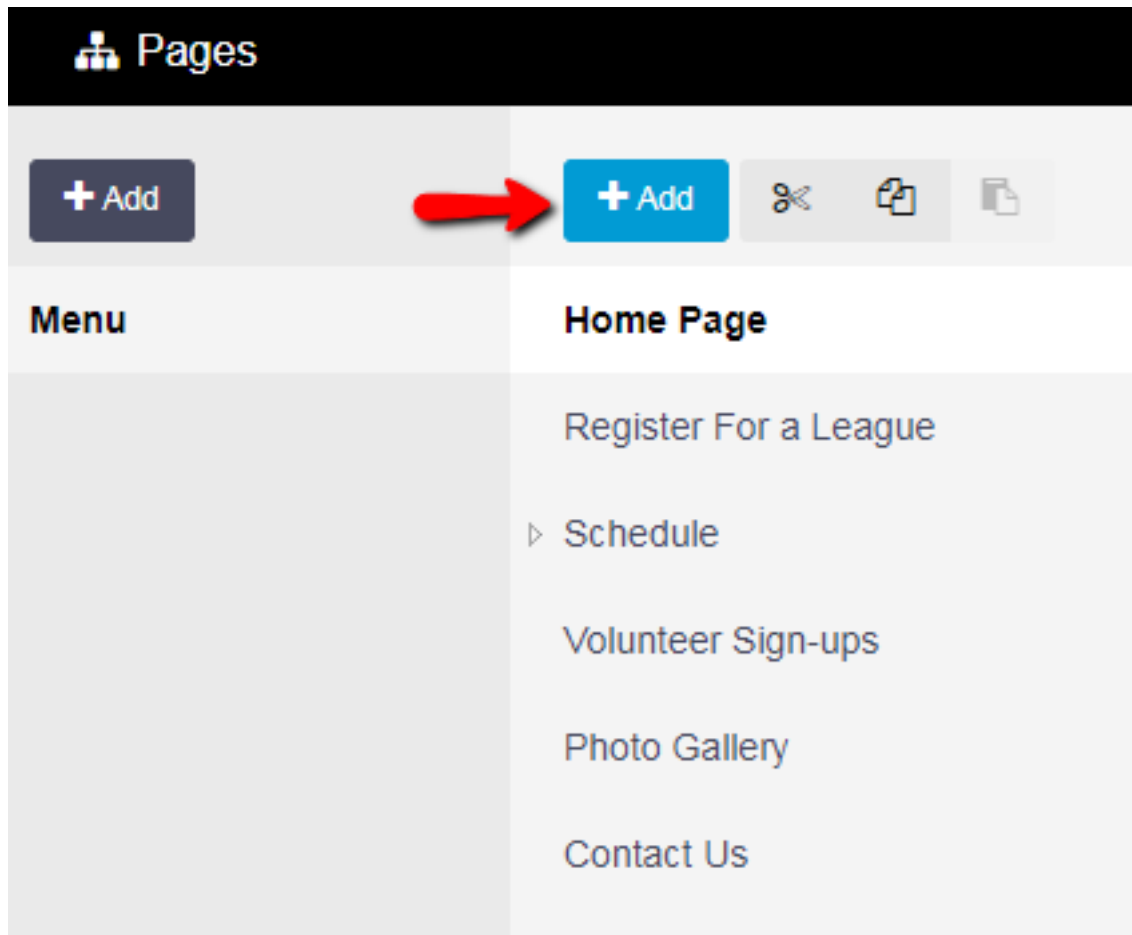 Pages
Add
Add
Menu
Home Page
Register For a League
Schedule
Volunteer Sign-ups
Photo Gallery
Contact Us